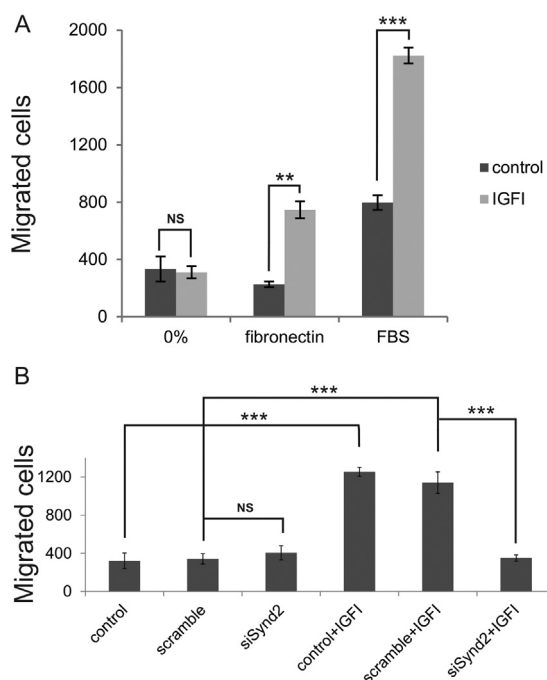 A
Migrated cells
2000
1600
1200
800
400
0
NS
**
***
control
IGFI
0%
fibronectin
FBS
B
Migrated cells
1200
800
400
0
***
***
***
NS
control
scramble
siSynd2
control+IGFI
scramble+IGFI
siSynd2+IGFI